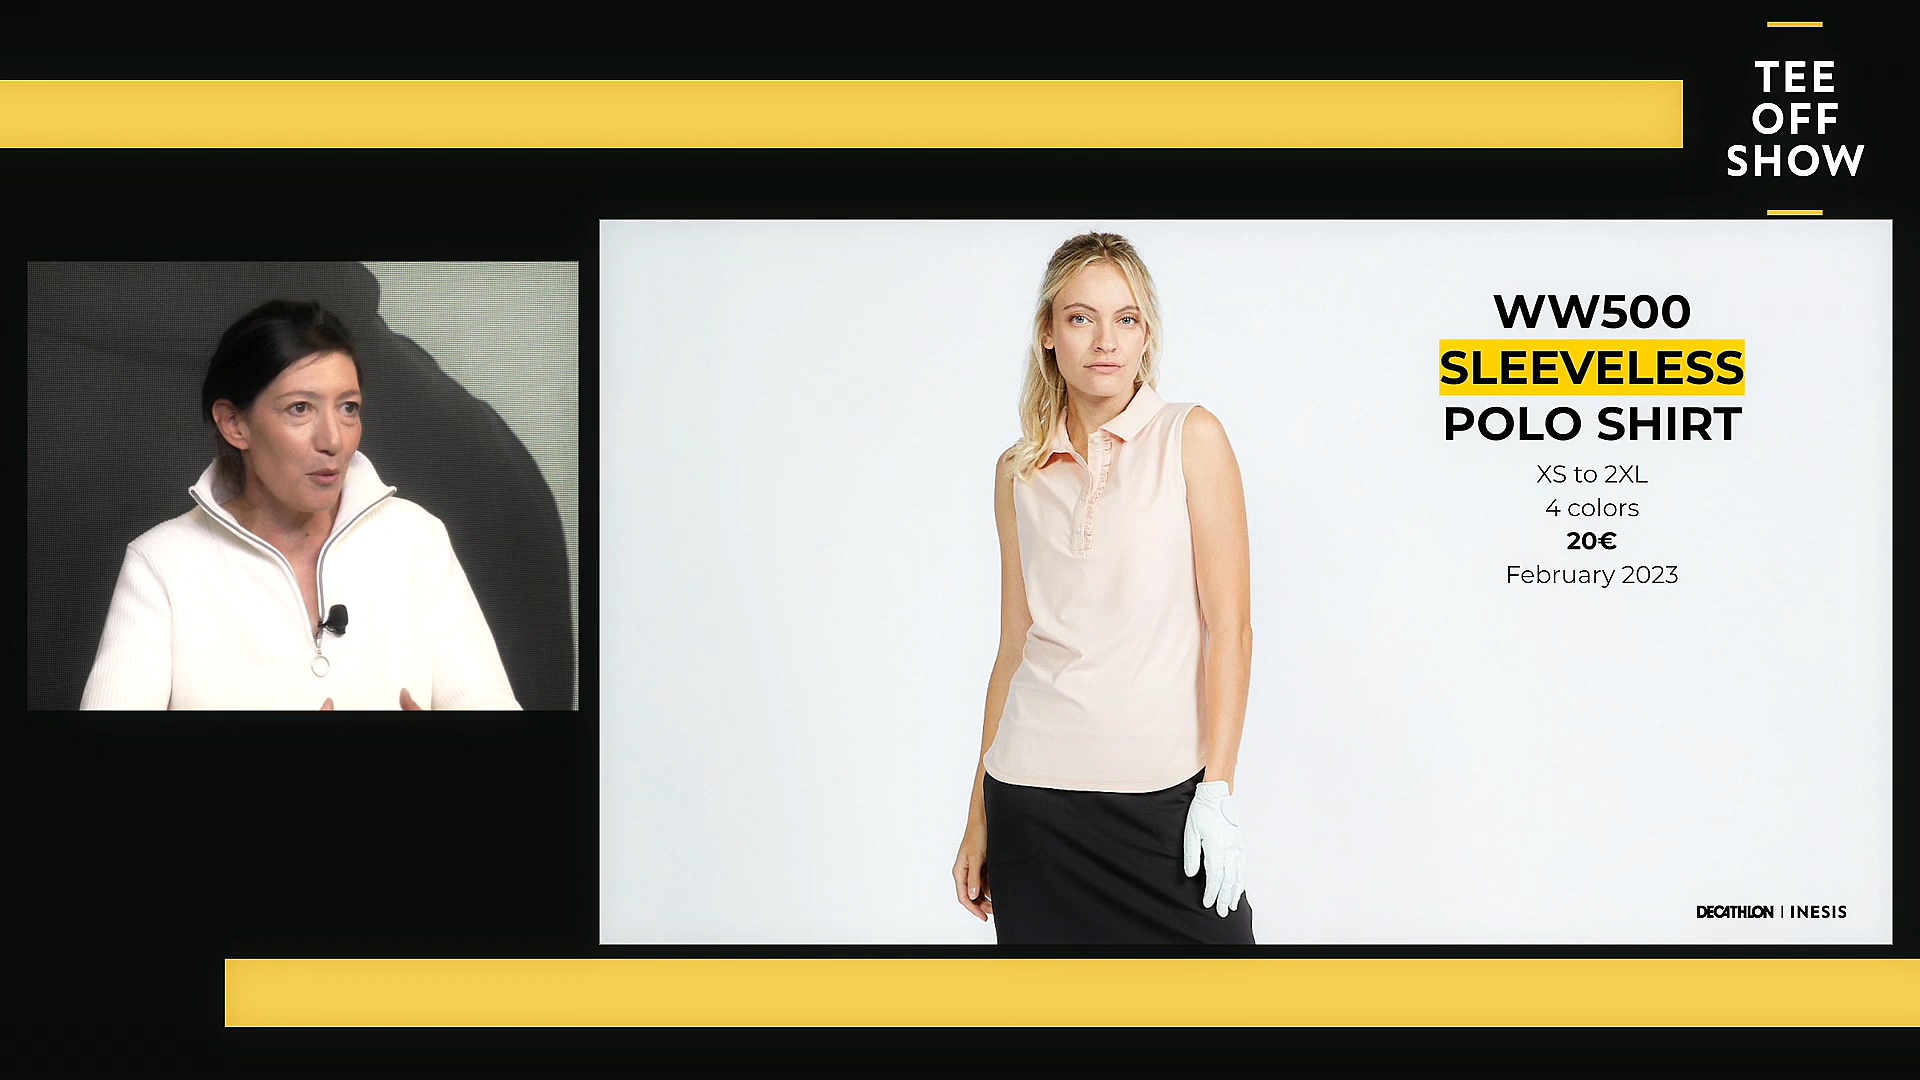 TEE
OFF
SHOW
WW500
SLEEVELESS
POLO SHIRT
XS to 2XL
4 colors
20€
February 2023
DECATHLON | INESIS